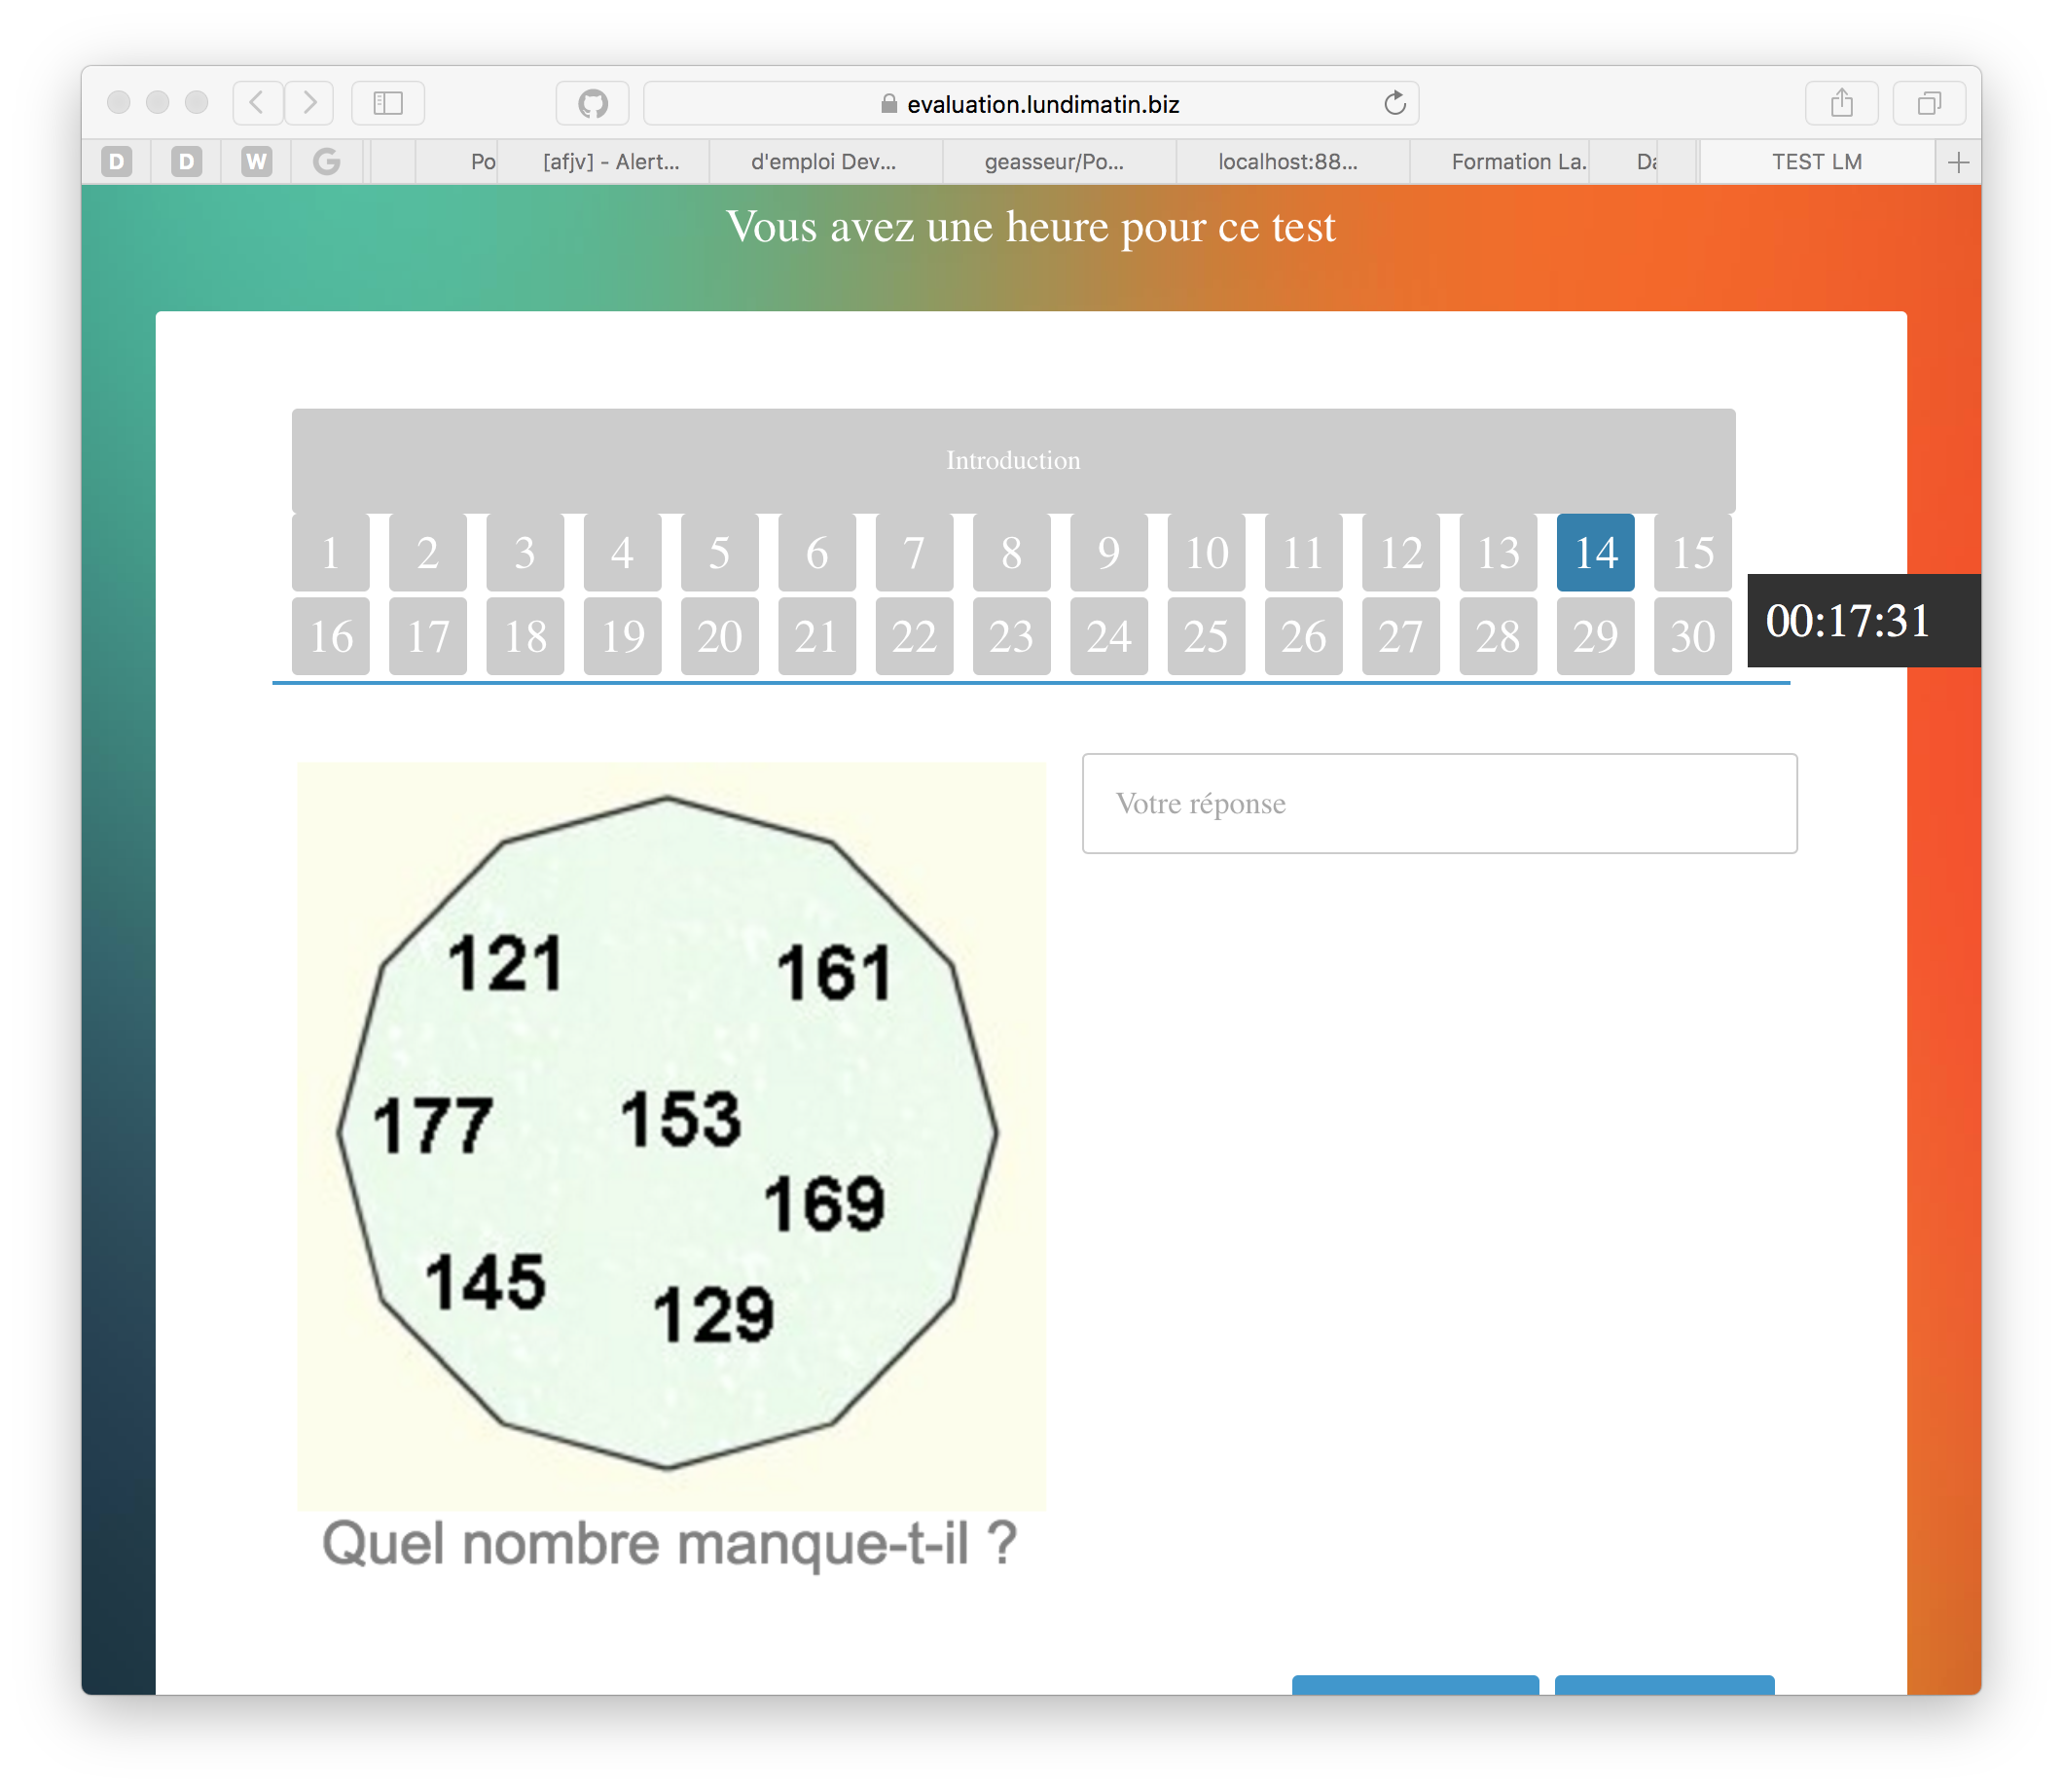 evaluation.lundimatin.biz
D D W G Po [afjv] - Alert... d'emploi Dev... geasseur/Po... localhost:88... Formation La. Da TEST LM
Vous avez une heure pour ce test
Introduction
1 2 3 4 5 6 7 8 9 10 11 12 13 14 15
00:17:31
16 17 18 19 20 21 22 23 24 25 26 27 28 29 30
Votre réponse
121 161
177 153
169
145 129
Quel nombre manque-t-il ?